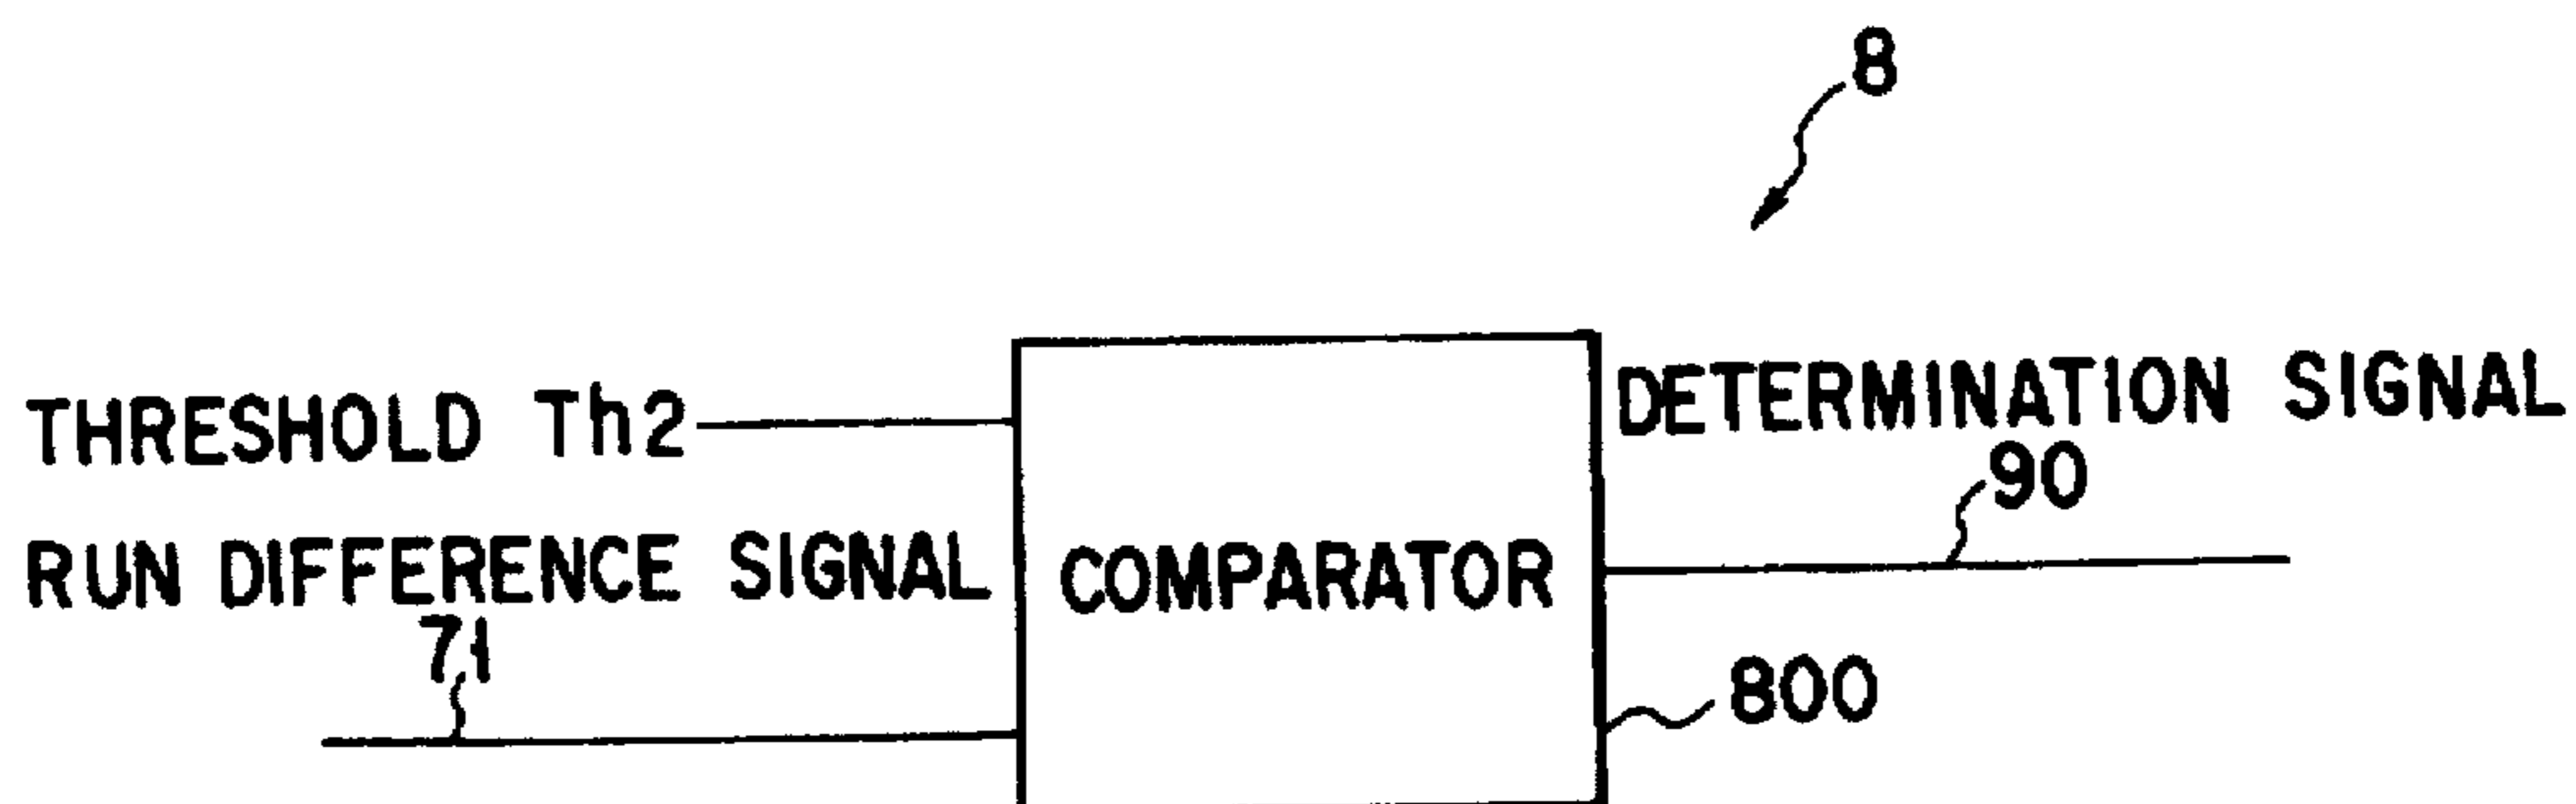 8
THRESHOLD Th2
DETERMINATION SIGNAL
90
RUN DIFFERENCE SIGNAL
71
COMPARATOR
800